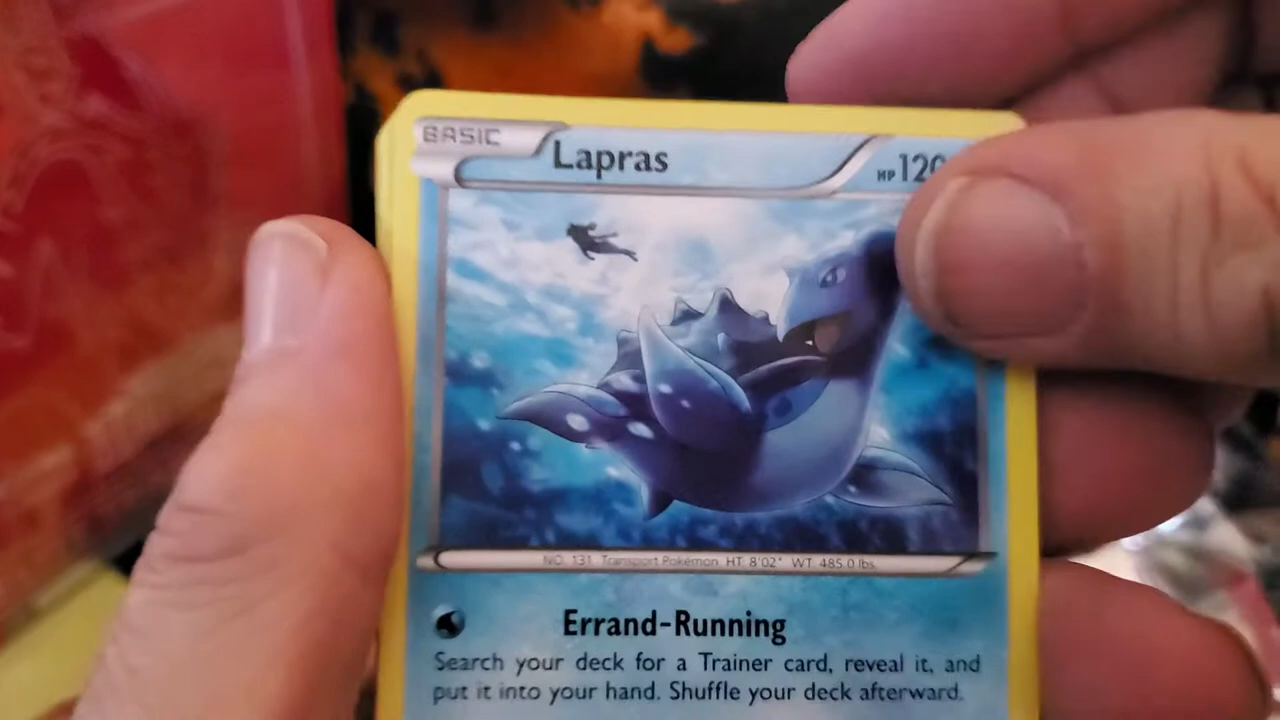 BASIC
Lapras
HP 120
NO. 131 Transport Pokémon HT: 8'02" WT: 485.0 lbs.
Errand-Running
Search your deck for a Trainer card, reveal it, and
put it into your hand. Shuffle your deck afterward.